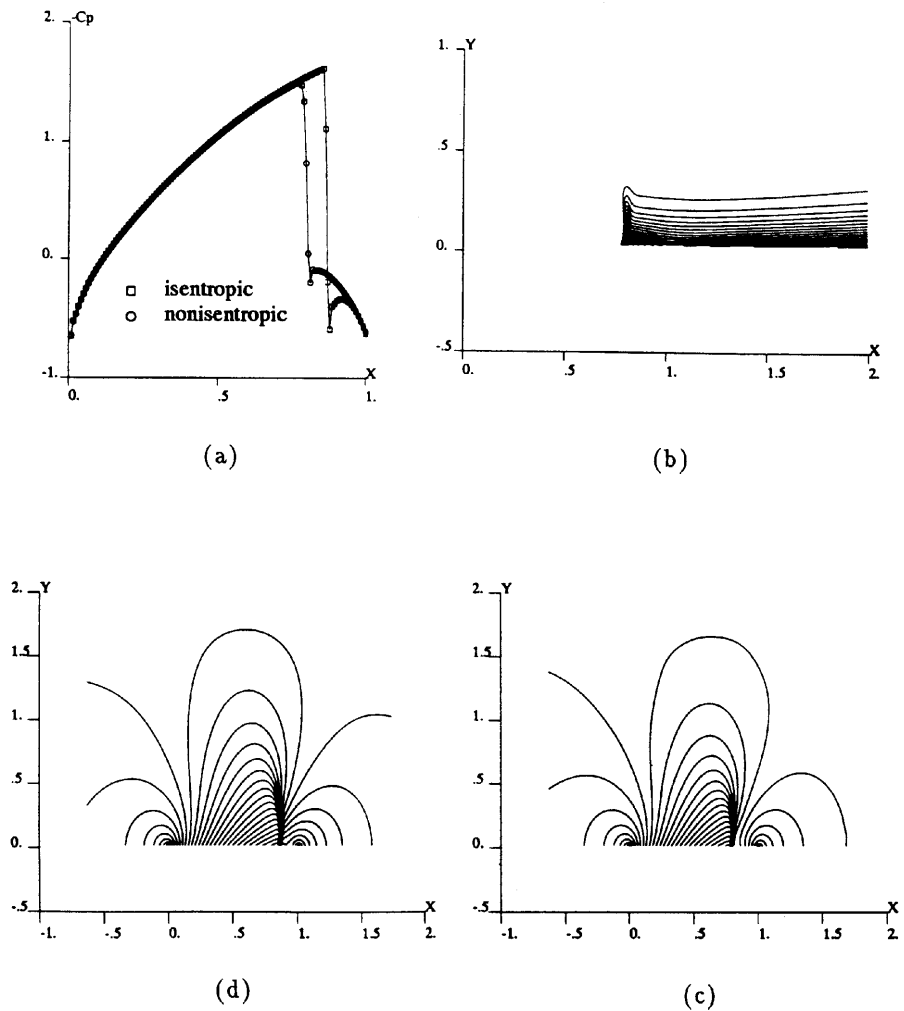 2. -Cp
1.
0.
-1.
isentropic
nonisentropic
0. .5 1. X
(a)
1. Y
.5
0.
-.5
0. .5 1. 1.5 2. X
(b)
2. Y
1.5
1.
.5
0.
-.5
-1. -.5 0. .5 1. 1.5 2. X
(d)
2. Y
1.5
1.
.5
0.
-.5
-1. -.5 0. .5 1. 1.5 2. X
(c)